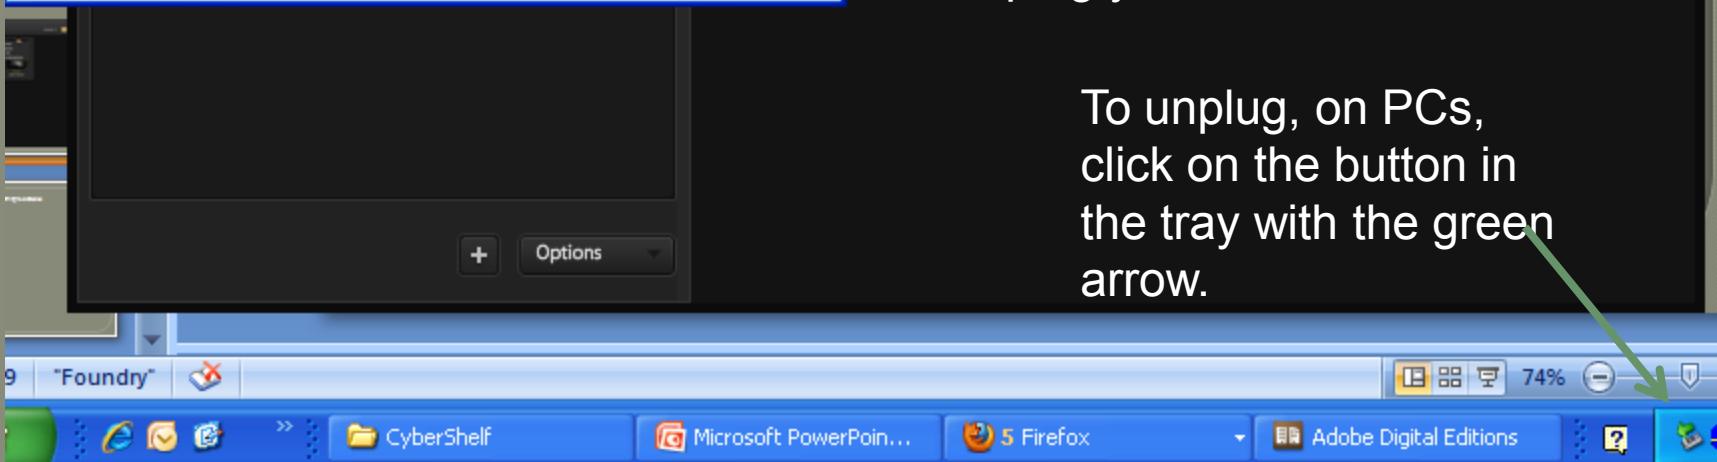 To unplug, on PCs,
click on the button in
the tray with the green
arrow.
+ Options
9 "Foundry" 74%
CyberShelf Microsoft PowerPoin... 5 Firefox Adobe Digital Editions ?